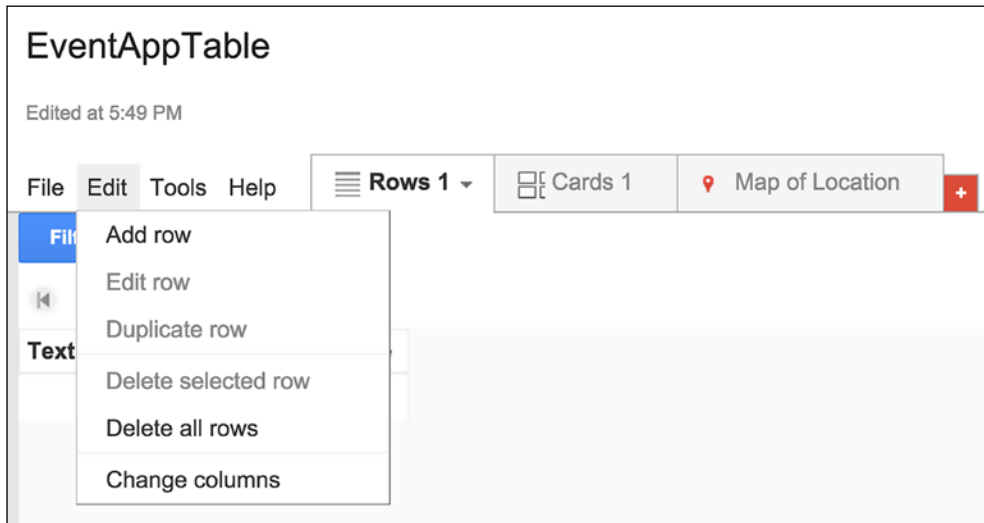 EventAppTable
Edited at 5:49 PM
File Edit Tools Help Rows 1 Cards 1 Map of Location +
Add row
Edit row
Duplicate row
Text
Delete selected row
Delete all rows
Change columns